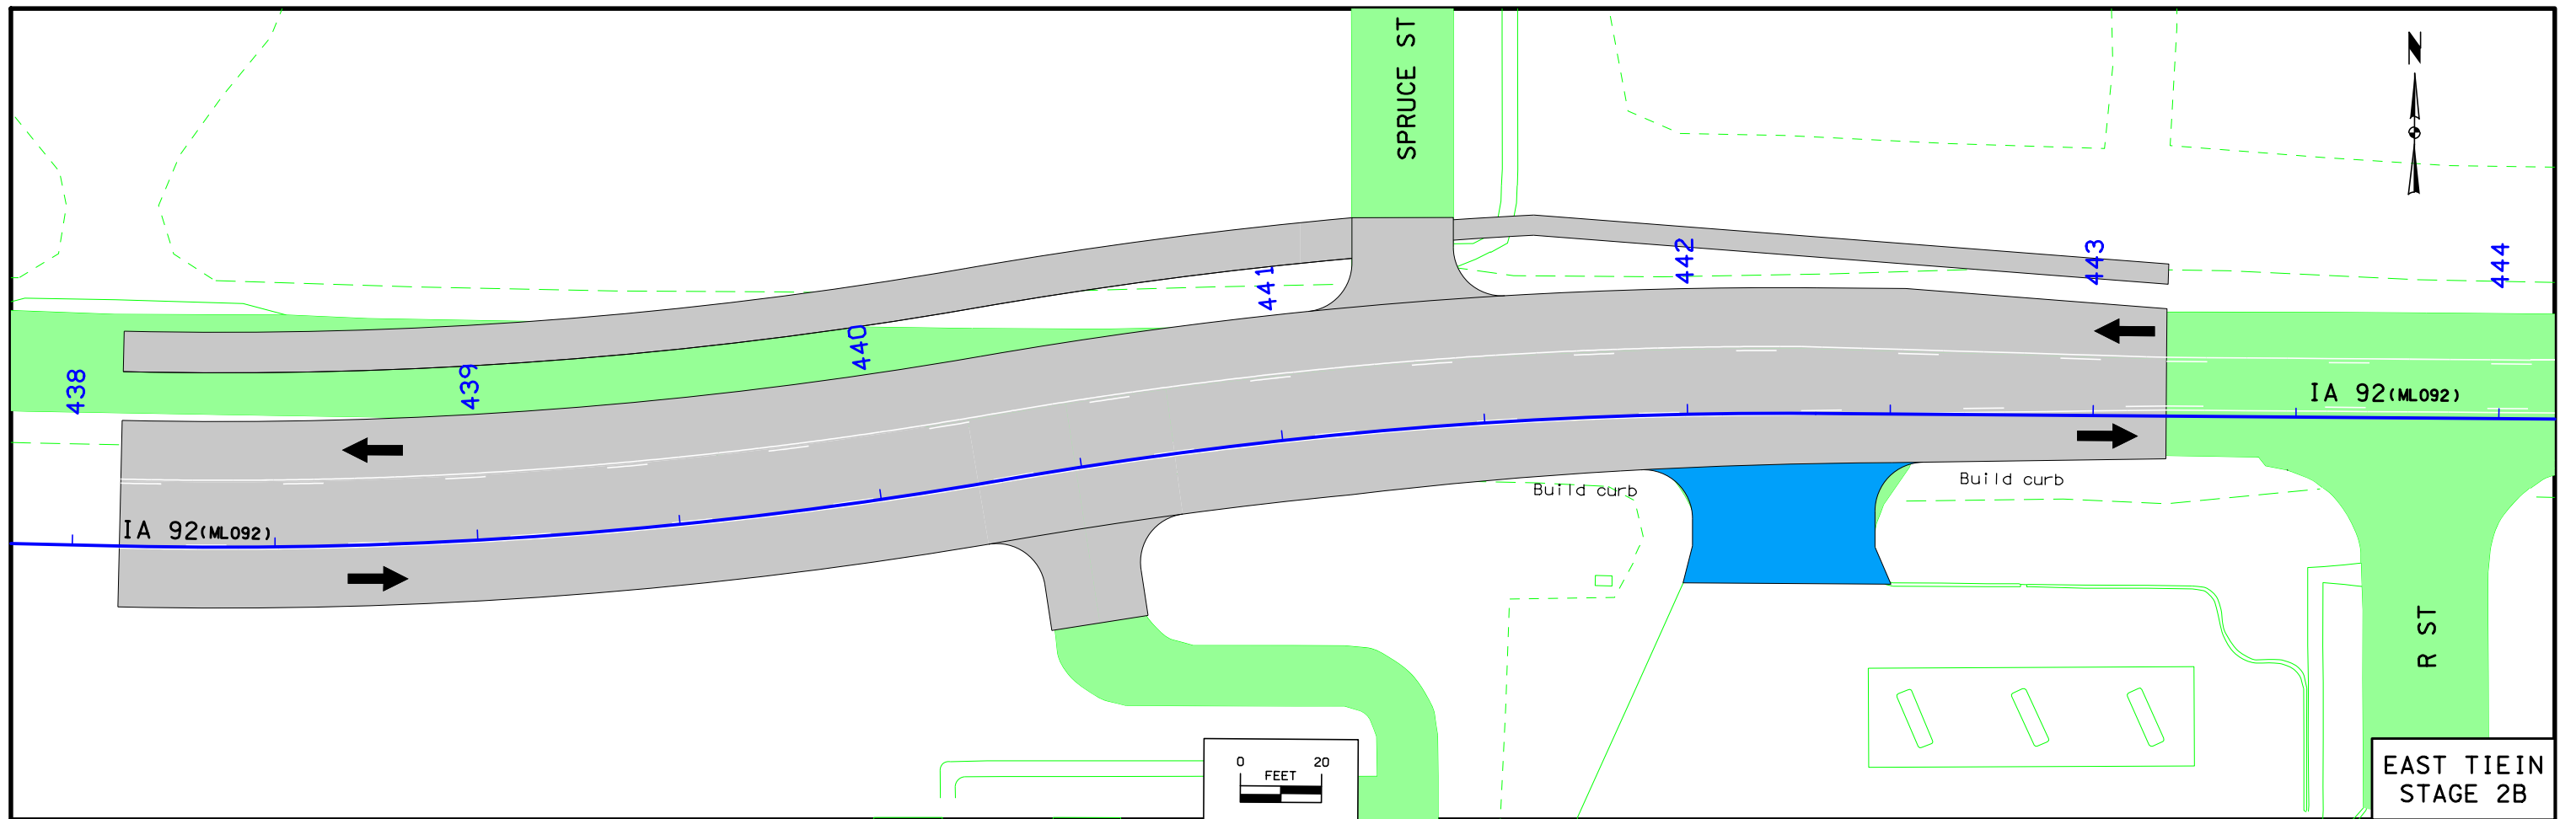 SPRUCE ST
N
438
439
440
441
442
443
444
IA 92(ML092)
IA 92(ML092)
Build curb
Build curb
R ST
0 20
FEET
EAST TIEIN
STAGE 2B